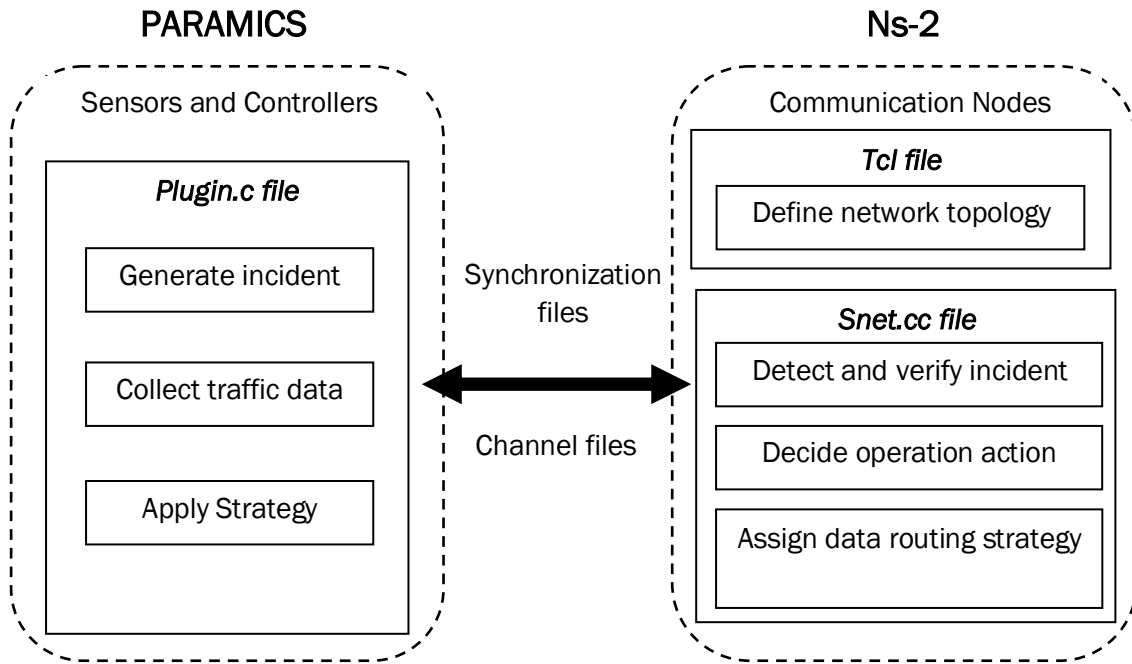 PARAMICS
Sensors and Controllers
Plugin.c file
Generate incident
Collect traffic data
Apply Strategy
Synchronization
files
Channel files
Ns-2
Communication Nodes
Tcl file
Define network topology
Snet.cc file
Detect and verify incident
Decide operation action
Assign data routing strategy